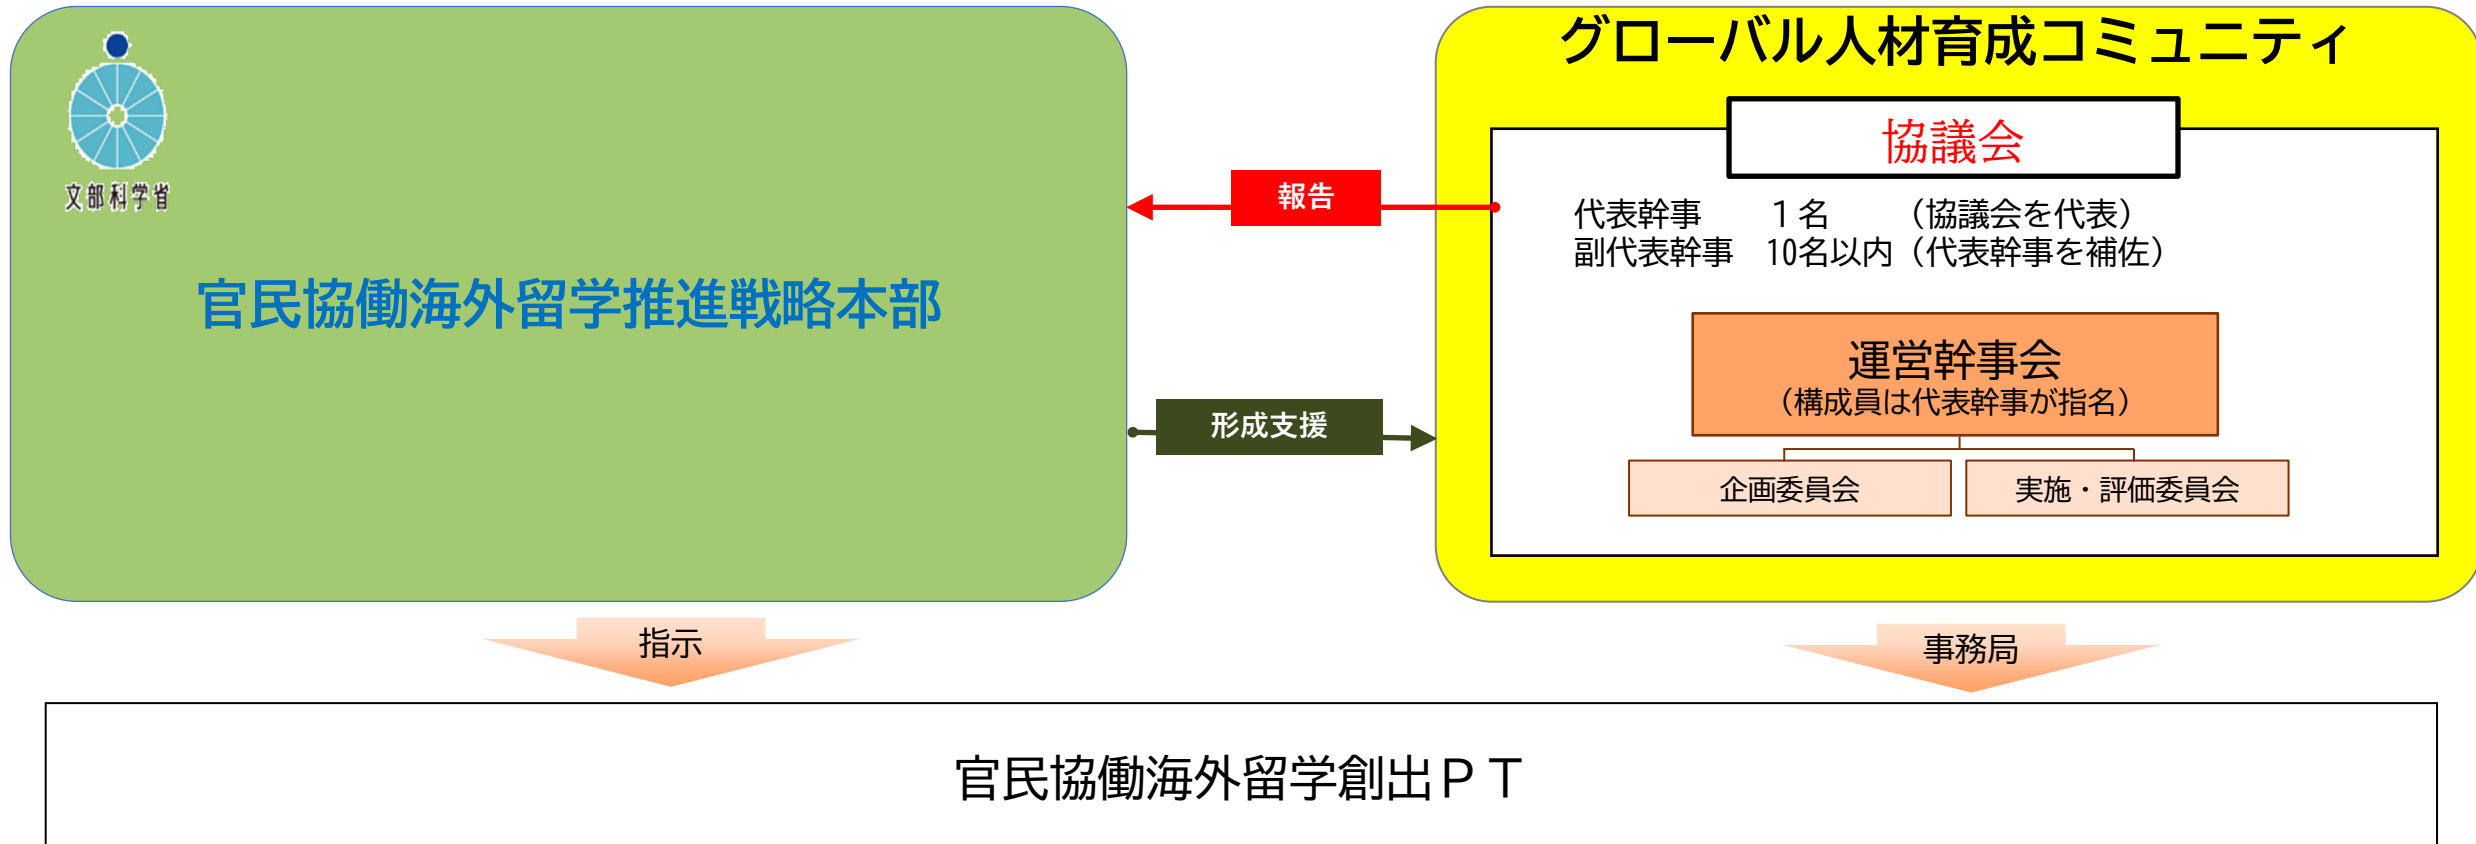 文部科学省
官民協働海外留学推進戦略本部
報告
形成支援
グローバル人材育成コミュニティ
協議会
代表幹事　　１名　　（協議会を代表）
副代表幹事　10名以内（代表幹事を補佐）
運営幹事会
（構成員は代表幹事が指名）
企画委員会
実施・評価委員会
指示
事務局
官民協働海外留学創出ＰＴ